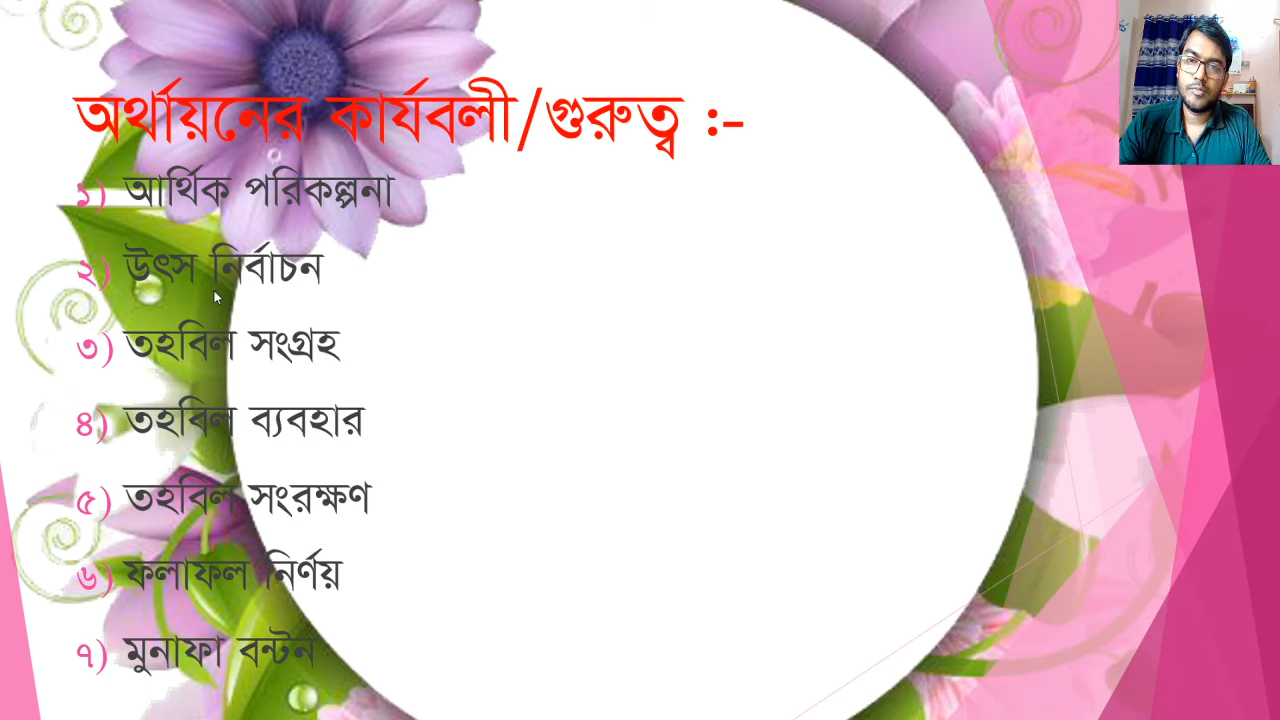 অর্থায়নের কার্যবলী/গুরুত্ব :-
১) আর্থিক পরিকল্পনা
২) উৎস নির্বাচন
৩) তহবিল সংগ্রহ
৪) তহবিল ব্যবহার
৫) তহবিল সংরক্ষণ
৬) ফলাফল নির্ণয়
৭) মুনাফা বন্টন